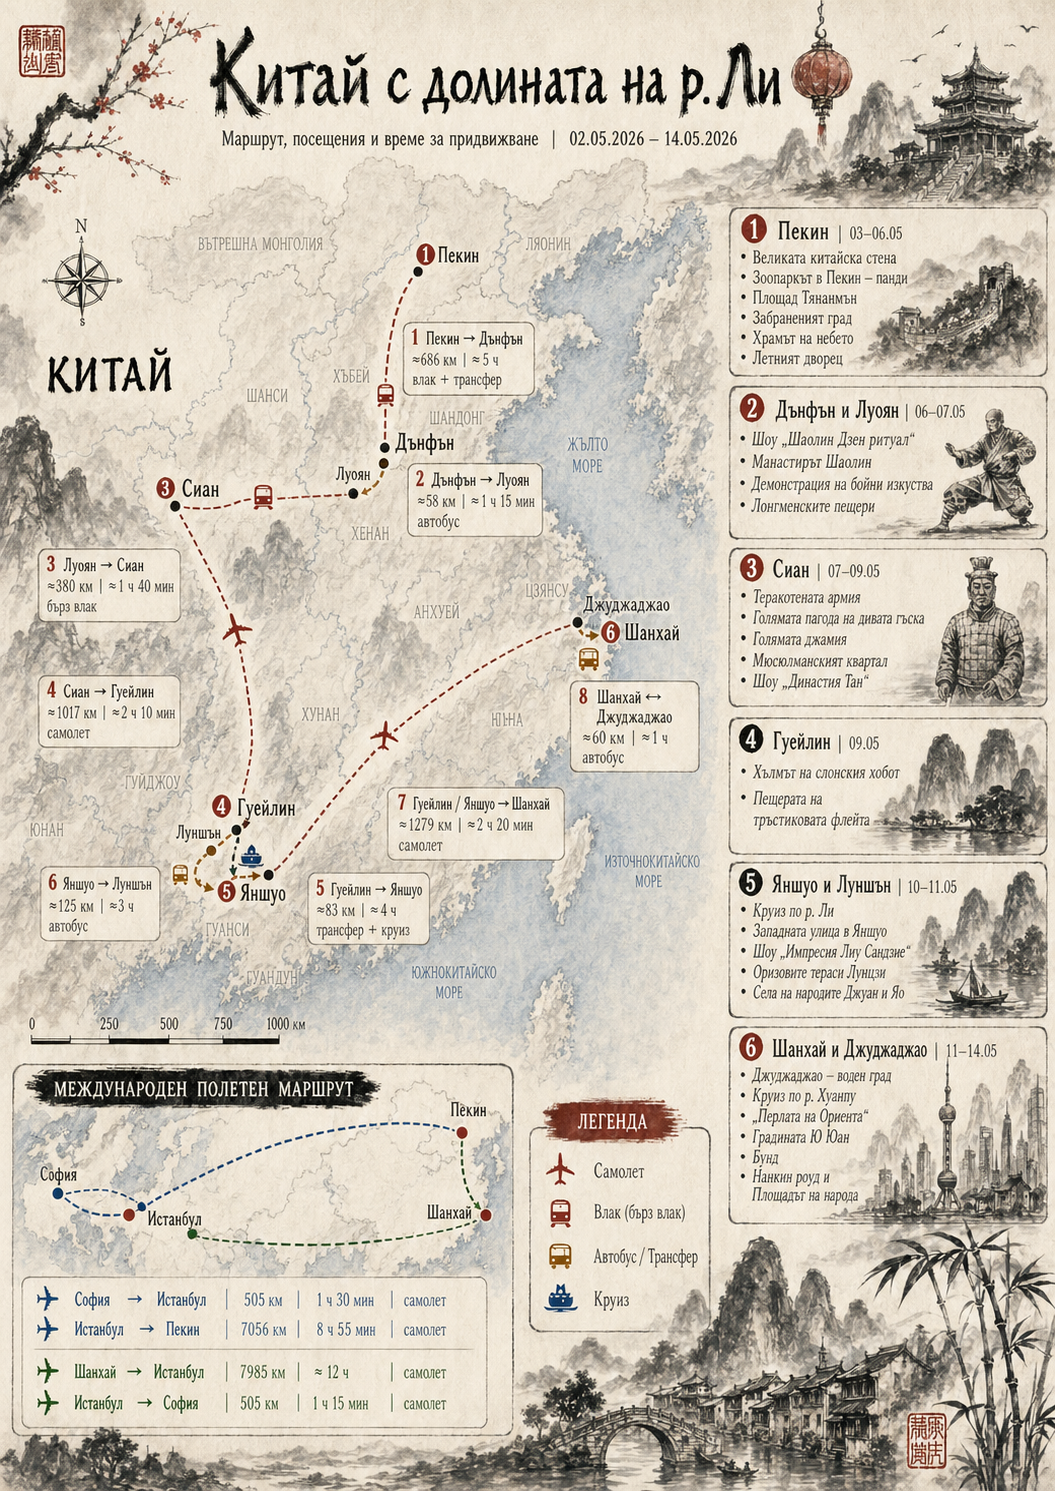 Китай с долината на р. Ли
Маршрут, посещения и време за придвижване | 02.05.2026 – 14.05.2026
N
S
КИТАЙ
ВЪТРЕШНА МОНГОЛИЯ
ЛЯОНИН
ХЪБЕЙ
ШАНСИ
ШАНДОНГ
ЖЪЛТО
МОРЕ
ХЕНАН
ЦЗЯНСУ
АНХУЕЙ
ХУНАН
ГУЙДЖОУ
ЮНАН
ГУАНСИ
ГУАНДУН
ИЗТОЧНОКИТАЙСКО
МОРЕ
ЮЖНОКИТАЙСКО
МОРЕ
1 Пекин
Дънфън
Луоян
3 Сиан
Джуджаджао
6 Шанхай
4 Гуейлин
Луншън
5 Яншуо
1 Пекин → Дънфън
≈686 км | ≈ 5 ч
влак + трансфер
2 Дънфън → Луоян
≈58 км | ≈1 ч 15 мин
автобус
3 Луоян → Сиан
≈380 км | ≈1 ч 40 мин
бърз влак
4 Сиан → Гуейлин
≈1017 км | ≈2 ч 10 мин
самолет
8 Шанхай ↔
Джуджаджао
≈60 км | ≈1 ч
автобус
7 Гуейлин / Яншуо → Шанхай
≈1279 км | ≈2 ч 20 мин
самолет
6 Яншуо → Луншън
≈125 км | ≈3 ч
автобус
5 Гуейлин → Яншуо
≈83 км | ≈4 ч
трансфер + круиз
0 250 500 750 1000 км
1 Пекин | 03–06.05
• Великата китайска стена
• Зоопаркът в Пекин – панди
• Площад Тянанмън
• Забраненият град
• Храмът на небето
• Летният дворец
2 Дънфън и Луоян | 06–07.05
• Шоу „Шаолин Дзен ритуал“
• Манастирът Шаолин
• Демонстрация на бойни изкуства
• Лонгменските пещери
3 Сиан | 07–09.05
• Теракотената армия
• Голямата пагода на дивата гъска
• Голямата джамия
• Мюсюлманският квартал
• Шоу „Династия Тан“
4 Гуейлин | 09.05
• Хълмът на слонския хобот
• Пещерата на
тръстиковата флейта
5 Яншуо и Луншън | 10–11.05
• Круиз по р. Ли
• Западната улица в Яншуо
• Шоу „Импресия Лиу Сандзие“
• Оризовите тераси Лунцзи
• Села на народите Джуан и Яо
6 Шанхай и Джуджаджао | 11–14.05
• Джуджаджао – воден град
• Круиз по р. Хуанпу
• „Перлата на Ориента“
• Градината Ю Юан
• Бунд
• Нанкин роуд и
Площадът на народа
МЕЖДУНАРОДЕН ПОЛЕТЕН МАРШРУТ
Пекин
София
Истанбул
Шанхай
София → Истанбул | 505 км | 1 ч 30 мин | самолет
Истанбул → Пекин | 7056 км | 8 ч 55 мин | самолет
Шанхай → Истанбул | 7985 км | ≈ 12 ч | самолет
Истанбул → София | 505 км | 1 ч 15 мин | самолет
ЛЕГЕНДА
Самолет
Влак (бърз влак)
Автобус / Трансфер
Круиз